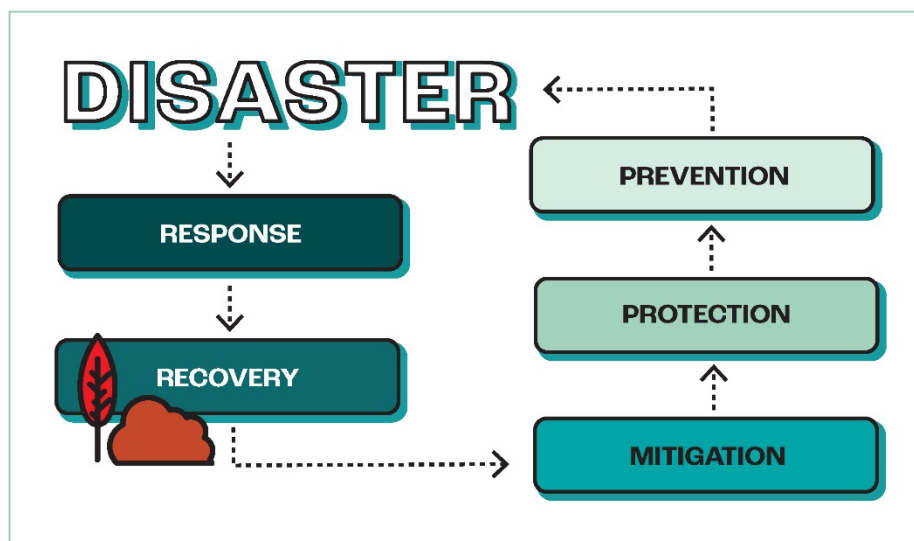 DISASTER
RESPONSE
RECOVERY
MITIGATION
PROTECTION
PREVENTION